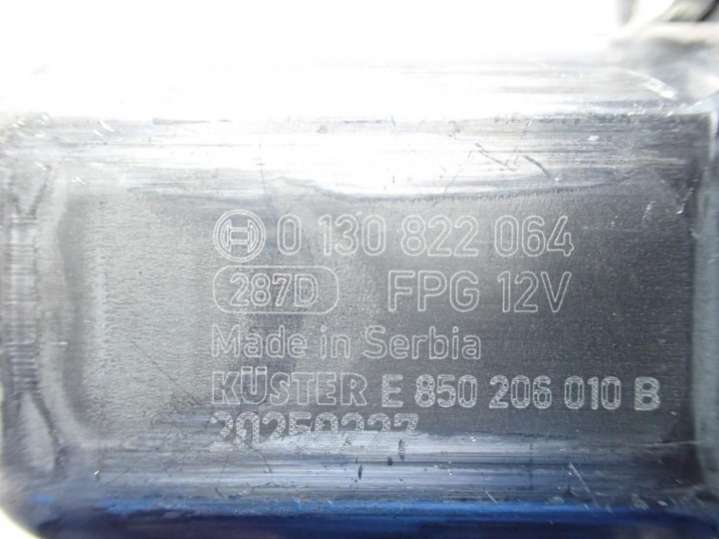 0 130 822 064
287D FPG 12V
Made in Serbia
KÜSTER E 850 206 010 B